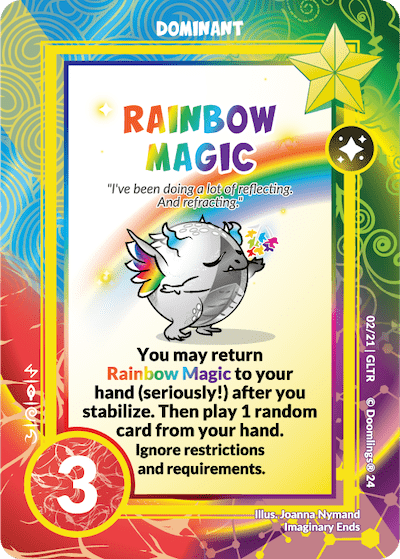 DOMINANT
RAINBOW
MAGIC
"I've been doing a lot of reflecting.
And refracting."
You may return
Rainbow Magic to your
hand (seriously!) after you
stabilize. Then play 1 random
card from your hand.
Ignore restrictions
and requirements.
3
02/21 | GLTR © Doomlings® 24
Illus. Joanna Nymand
Imaginary Ends